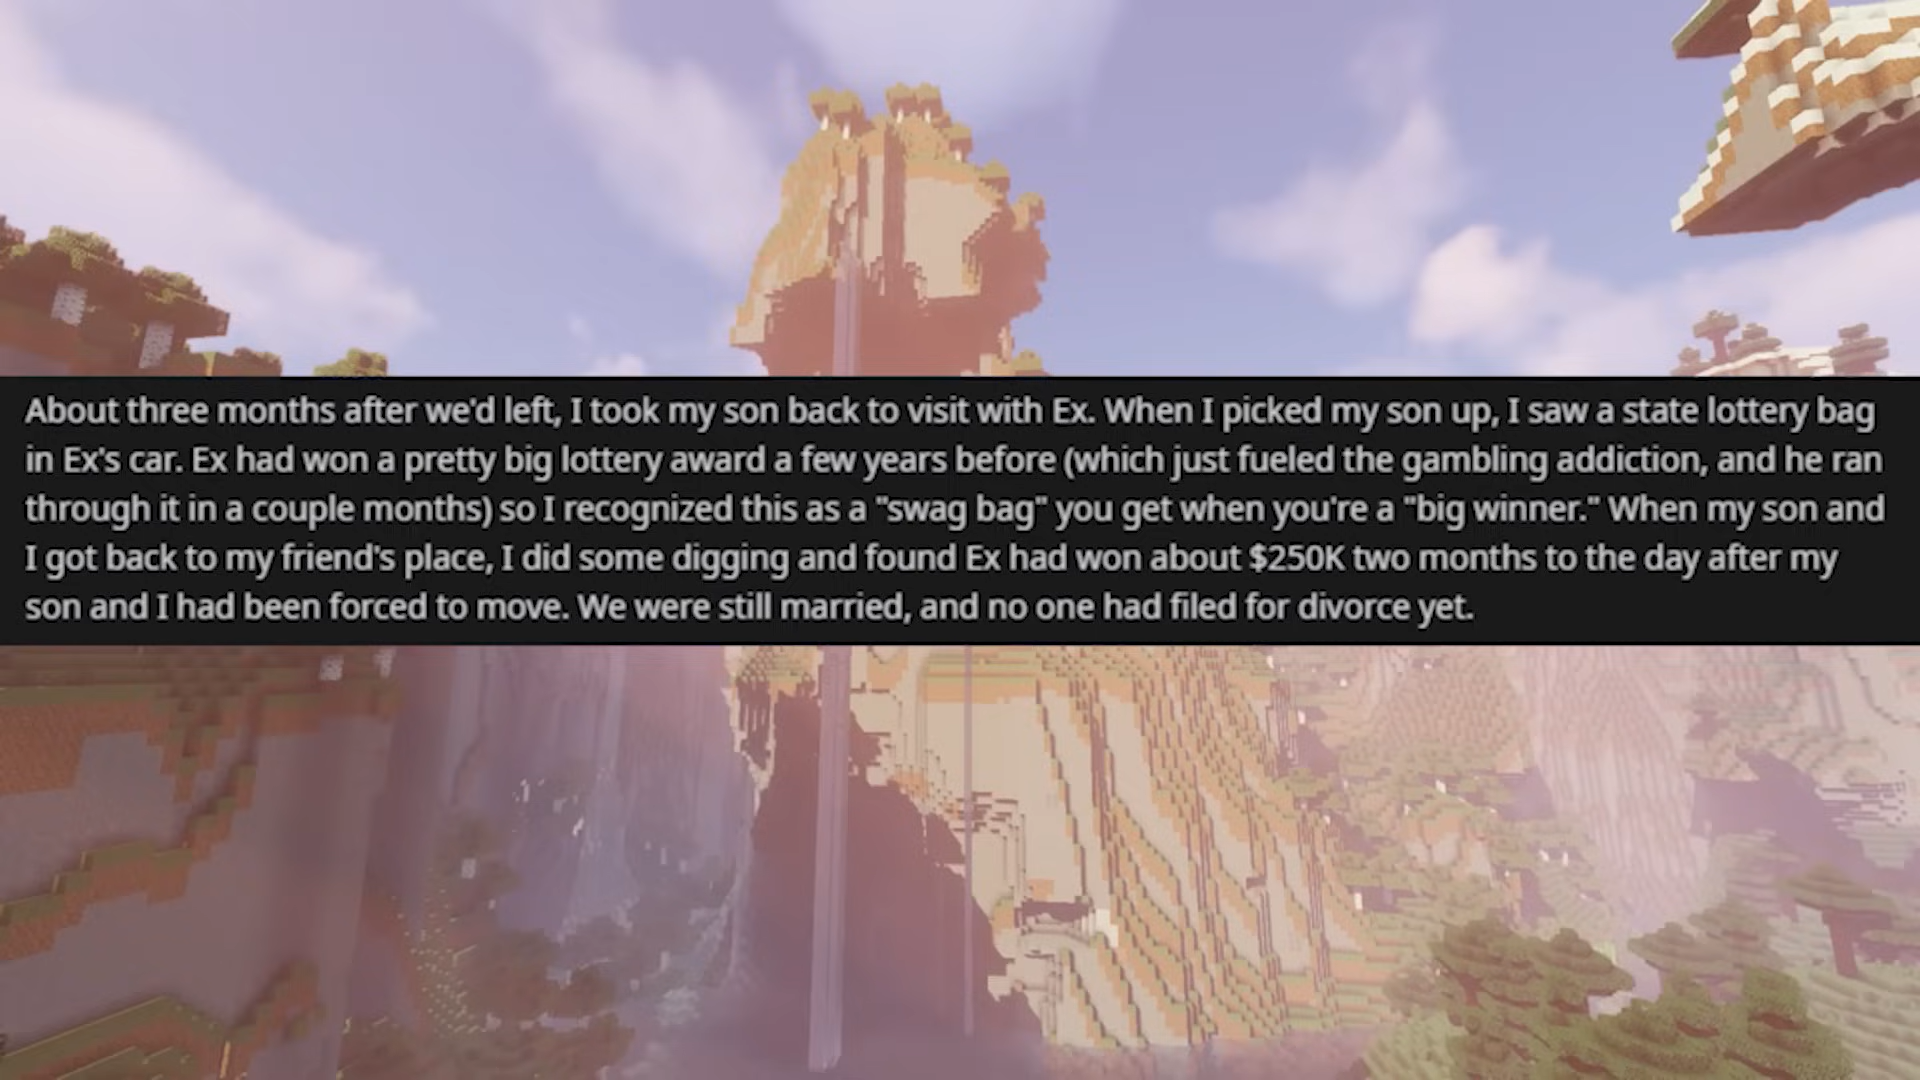 About three months after we'd left, I took my son back to visit with Ex. When I picked my son up, I saw a state lottery bag
in Ex's car. Ex had won a pretty big lottery award a few years before (which just fueled the gambling addiction, and he ran
through it in a couple months) so I recognized this as a "swag bag" you get when you're a "big winner." When my son and
I got back to my friend's place, I did some digging and found Ex had won about $250K two months to the day after my
son and I had been forced to move. We were still married, and no one had filed for divorce yet.